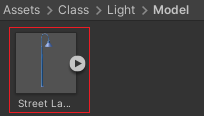 Assets > Class > Light > Model
Street La...